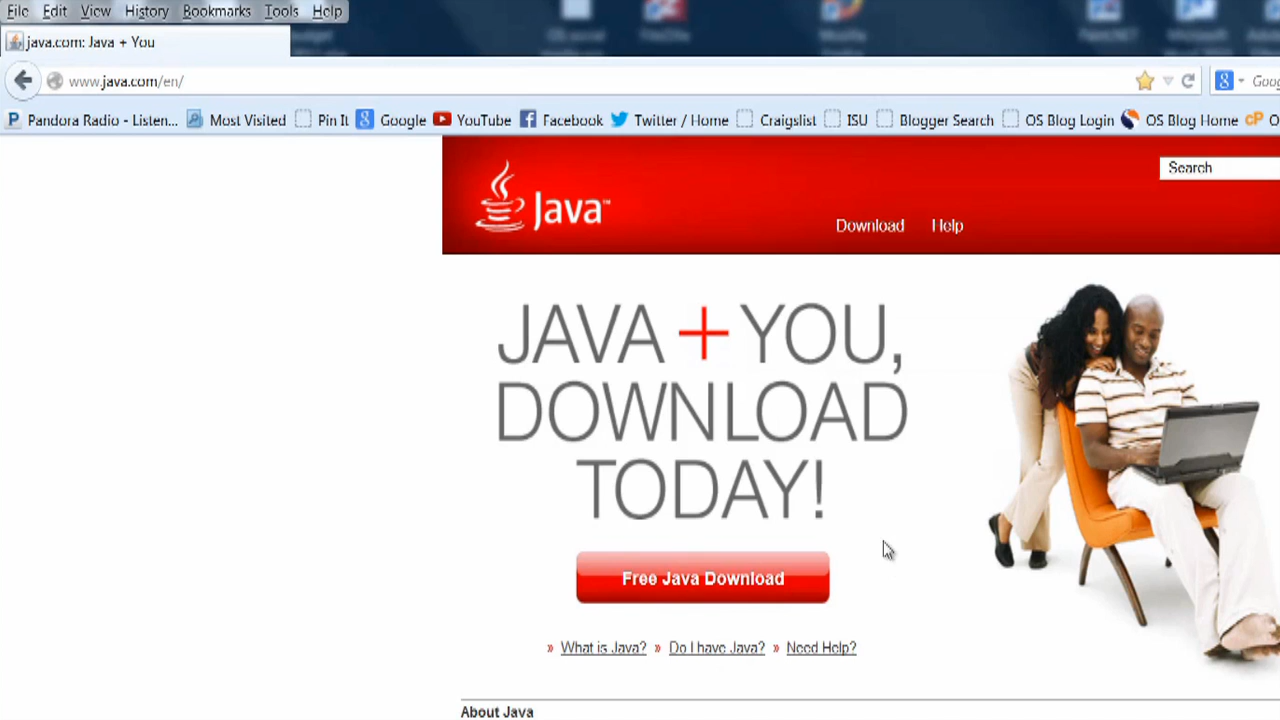 File Edit View History Bookmarks Tools Help
java.com: Java + You
www.java.com/en/
Pandora Radio - Listen... Most Visited Pin It Google YouTube Facebook Twitter / Home Craigslist ISU Blogger Search OS Blog Login OS Blog Home
Search
Java™
Download Help
JAVA + YOU,
DOWNLOAD
TODAY!
Free Java Download
» What is Java? » Do I have Java? » Need Help?
About Java